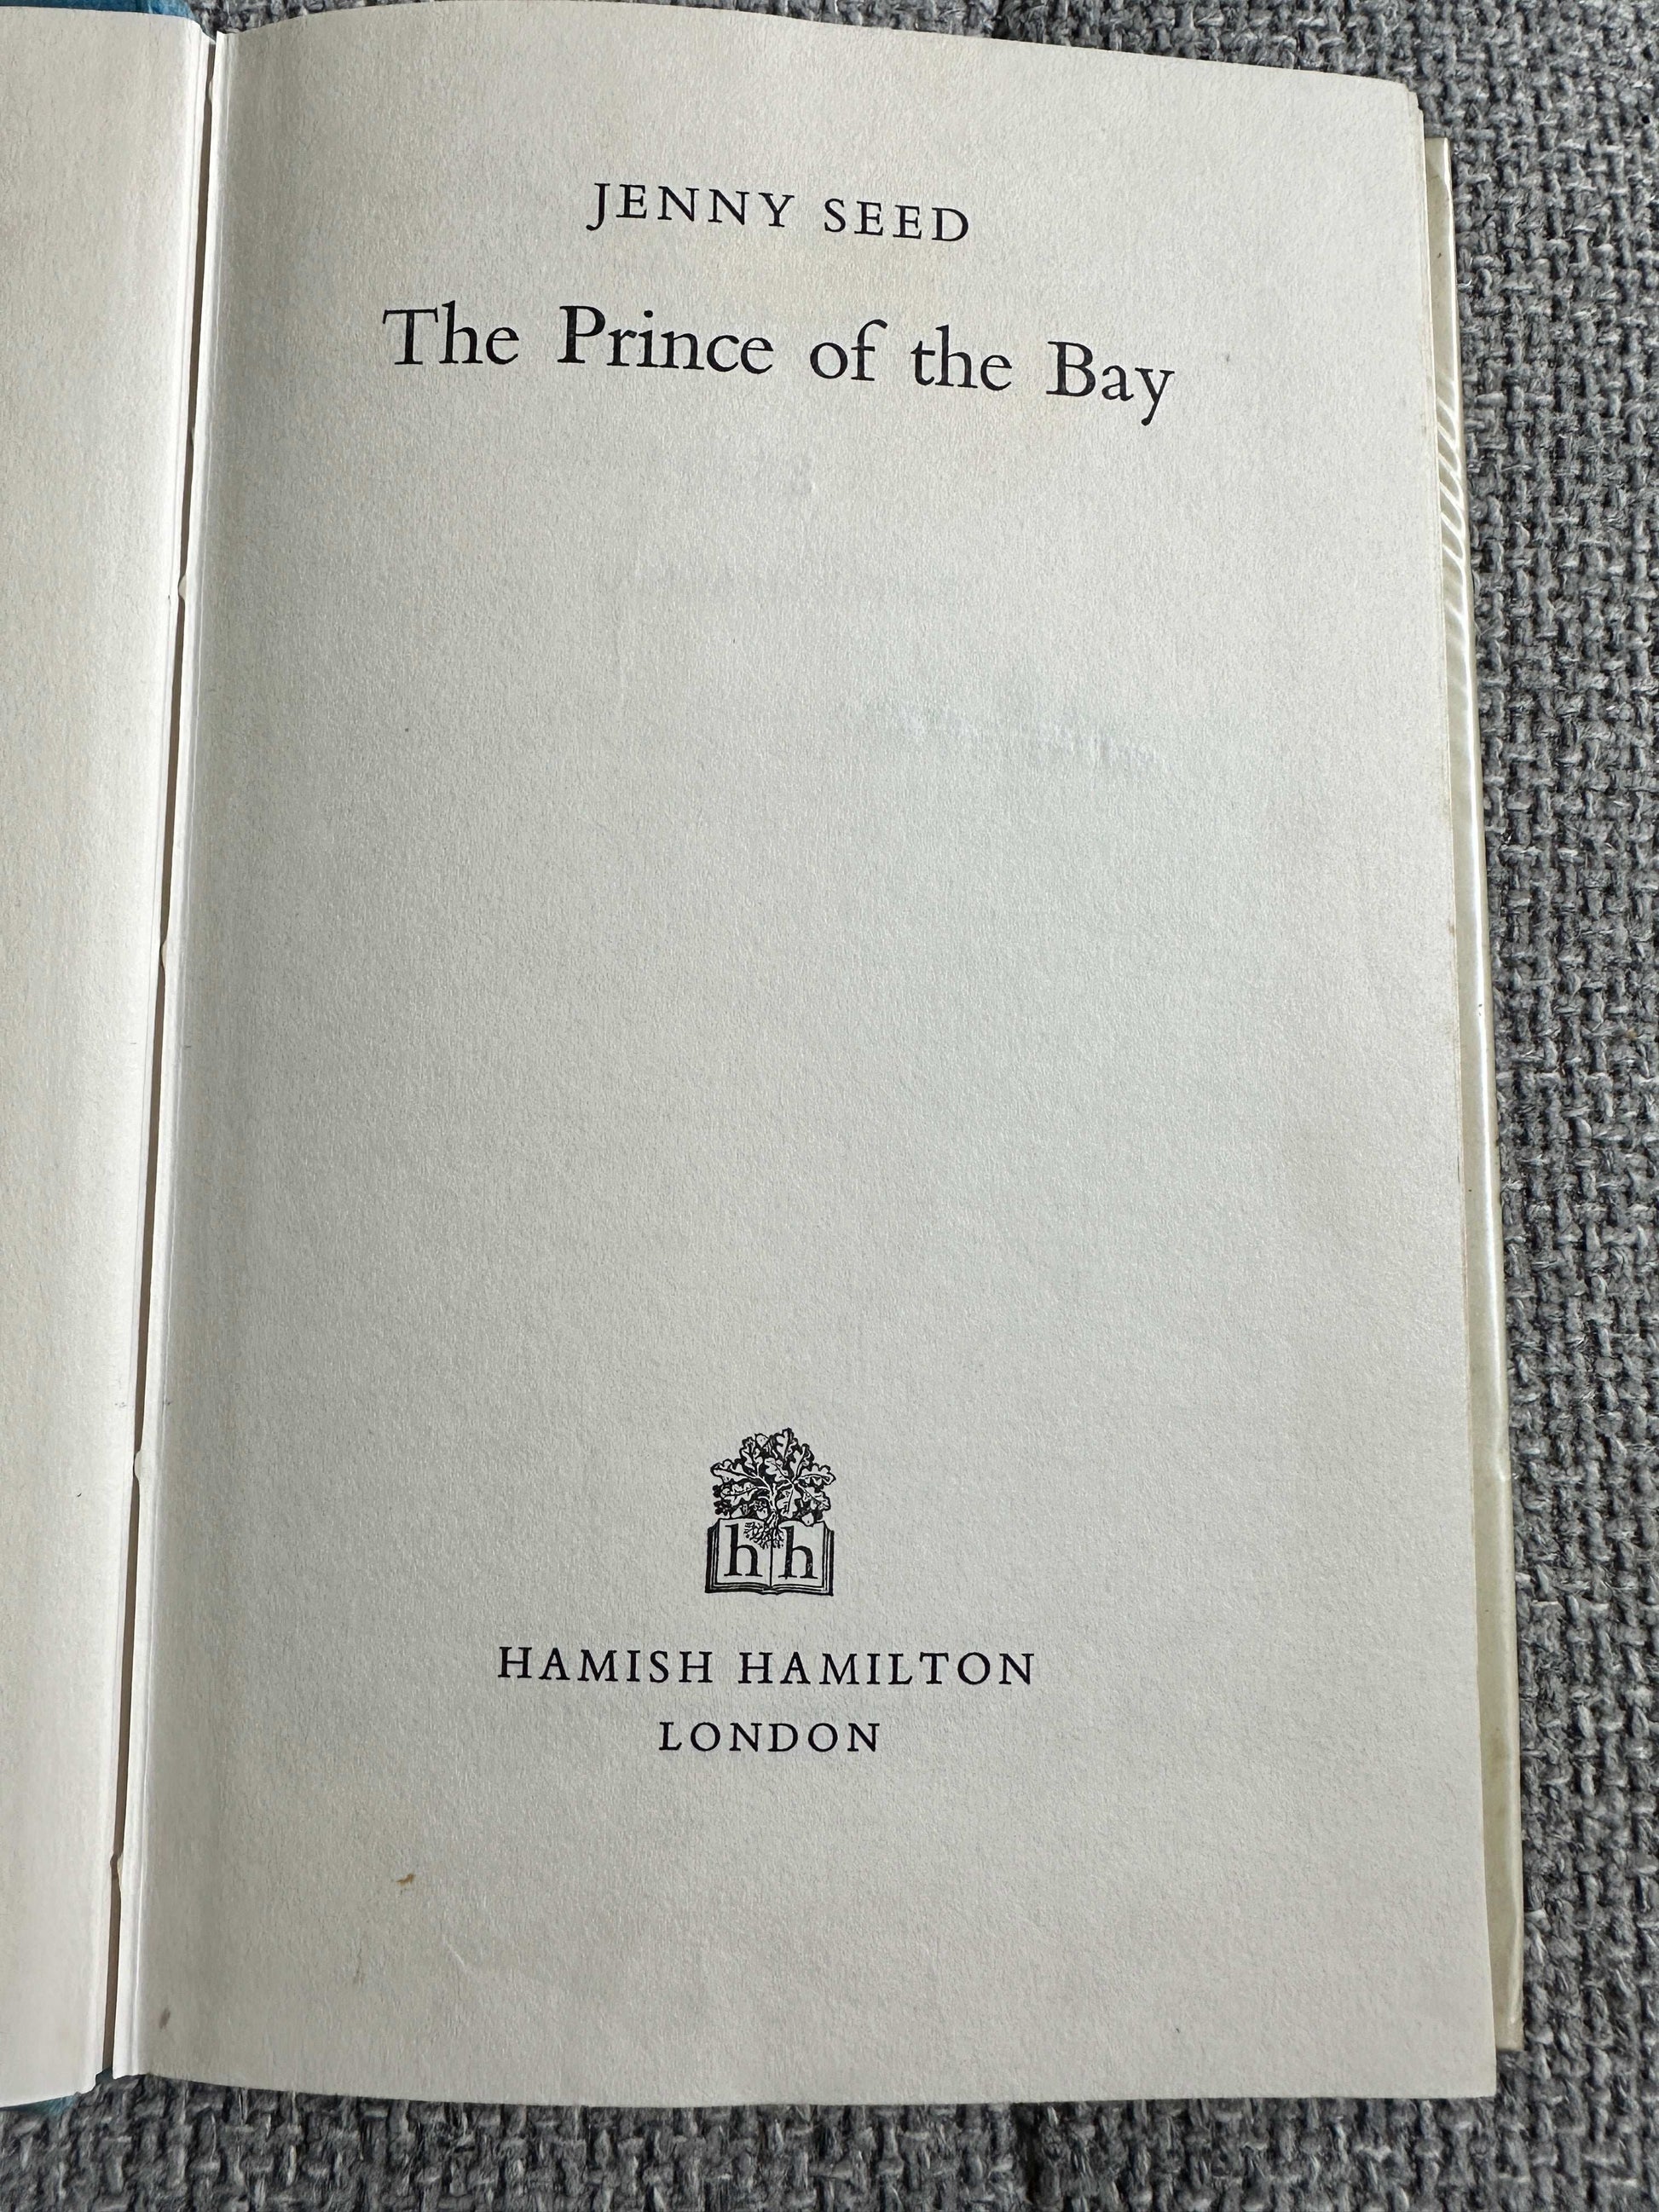 JENNY SEED
The Prince of the Bay
hh
HAMISH HAMILTON
LONDON